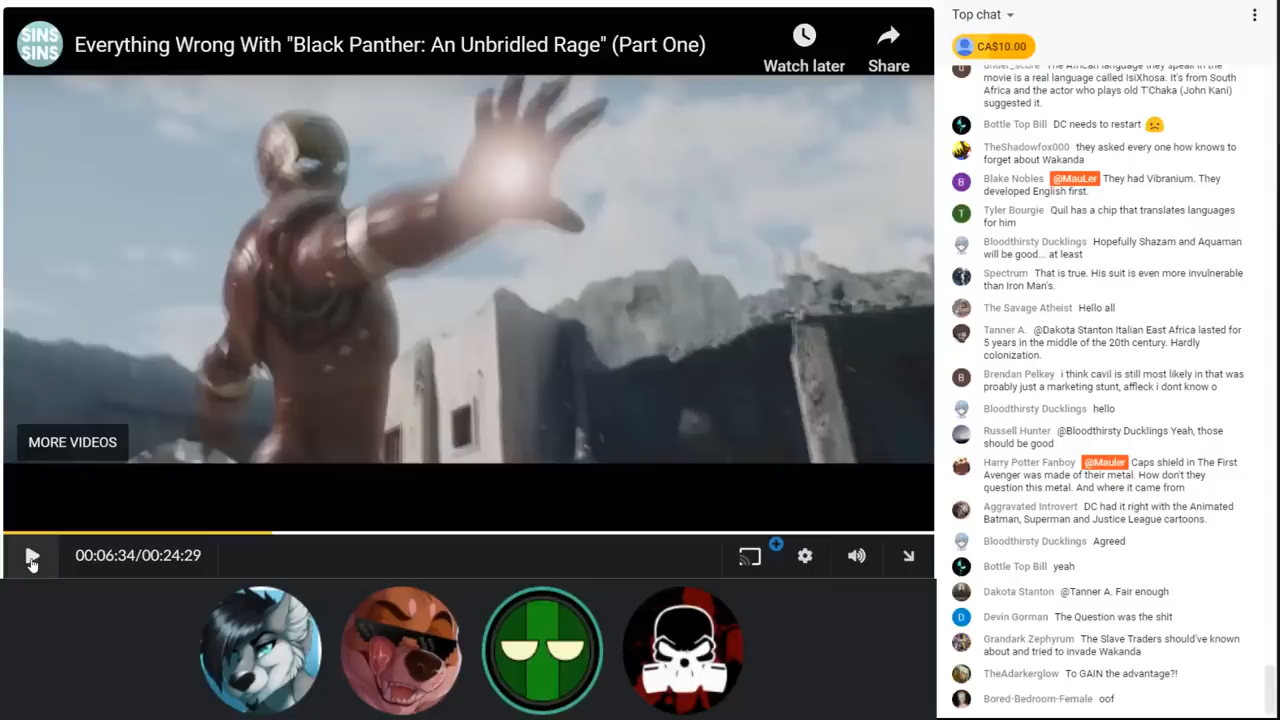 SINS
SINS
Everything Wrong With "Black Panther: An Unbridled Rage" (Part One)
Watch later
Share
MORE VIDEOS
00:06:34/00:24:29
Top chat
CA$10.00
under_score The African language they speak in the
movie is a real language called IsiXhosa. It's from South
Africa and the actor who plays old T'Chaka (John Kani)
suggested it.
Bottle Top Bill DC needs to restart
TheShadowfox000 they asked every one how knows to
forget about Wakanda
B
Blake Nobles @MauLer They had Vibranium. They
developed English first.
T
Tyler Bourgie Quil has a chip that translates languages
for him
Bloodthirsty Ducklings Hopefully Shazam and Aquaman
will be good... at least
Spectrum That is true. His suit is even more invulnerable
than Iron Man's.
The Savage Atheist Hello all
Tanner A. @Dakota Stanton Italian East Africa lasted for
5 years in the middle of the 20th century. Hardly
colonization.
B
Brendan Pelkey i think cavil is still most likely in that was
proably just a marketing stunt, affleck i dont know o
Bloodthirsty Ducklings hello
Russell Hunter @Bloodthirsty Ducklings Yeah, those
should be good
Harry Potter Fanboy @Mauler Caps shield in The First
Avenger was made of their metal. How don't they
question this metal. And where it came from
Aggravated Introvert DC had it right with the Animated
Batman, Superman and Justice League cartoons.
Bloodthirsty Ducklings Agreed
Bottle Top Bill yeah
Dakota Stanton @Tanner A. Fair enough
D
Devin Gorman The Question was the shit
Grandark Zephyrum The Slave Traders should've known
about and tried to invade Wakanda
TheAdarkerglow To GAIN the advantage?!
Bored-Bedroom-Female oof